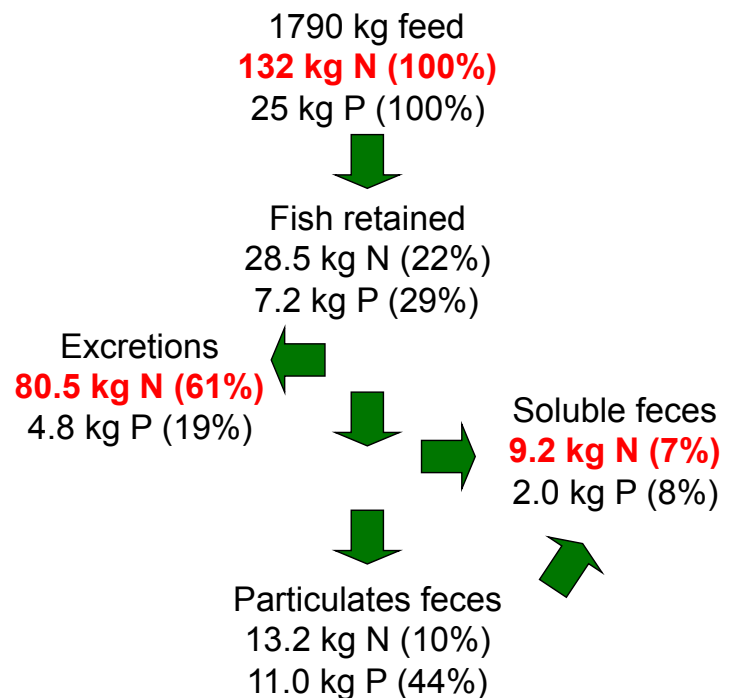 1790 kg feed
132 kg N (100%)
25 kg P (100%)
Fish retained
28.5 kg N (22%)
7.2 kg P (29%)
Excretions
80.5 kg N (61%)
4.8 kg P (19%)
Soluble feces
9.2 kg N (7%)
2.0 kg P (8%)
Particulates feces
13.2 kg N (10%)
11.0 kg P (44%)